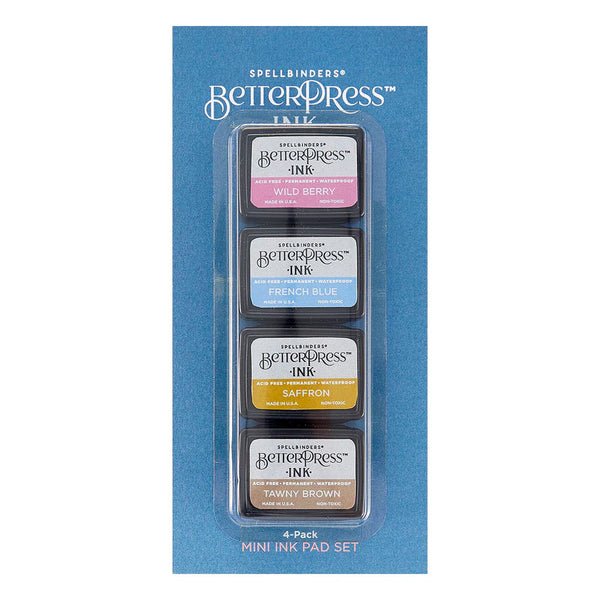 SPELLBINDERS®
BETTERPRESS™
INK
SPELLBINDERS®
BETTERPRESS™
·INK·
ACID FREE · PERMANENT · WATERPROOF
WILD BERRY
MADE IN U.S.A. NON-TOXIC
SPELLBINDERS®
BETTERPRESS™
·INK·
ACID FREE · PERMANENT · WATERPROOF
FRENCH BLUE
MADE IN U.S.A. NON-TOXIC
SPELLBINDERS®
BETTERPRESS™
·INK·
ACID FREE · PERMANENT · WATERPROOF
SAFFRON
MADE IN U.S.A. NON-TOXIC
SPELLBINDERS®
BETTERPRESS™
·INK·
ACID FREE · PERMANENT · WATERPROOF
TAWNY BROWN
MADE IN U.S.A. NON-TOXIC
4-Pack
MINI INK PAD SET